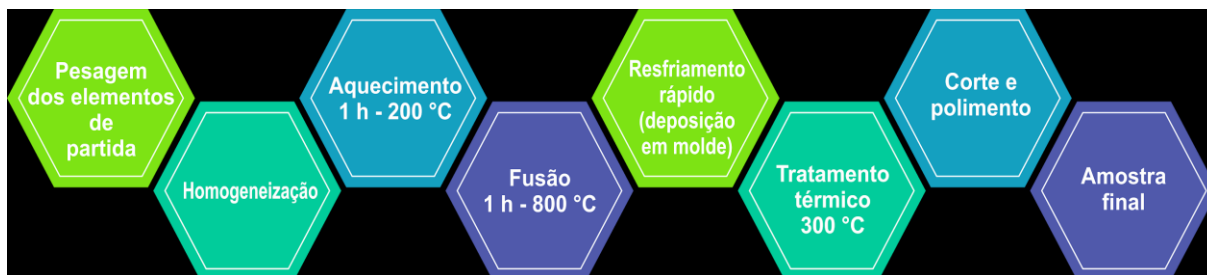 Pesagem
dos elementos
de
partida
Homogeneização
Aquecimento
1 h - 200 °C
Fusão
1 h - 800 °C
Resfriamento
rápido
(deposição
em molde)
Tratamento
térmico
300 °C
Corte e
polimento
Amostra
final